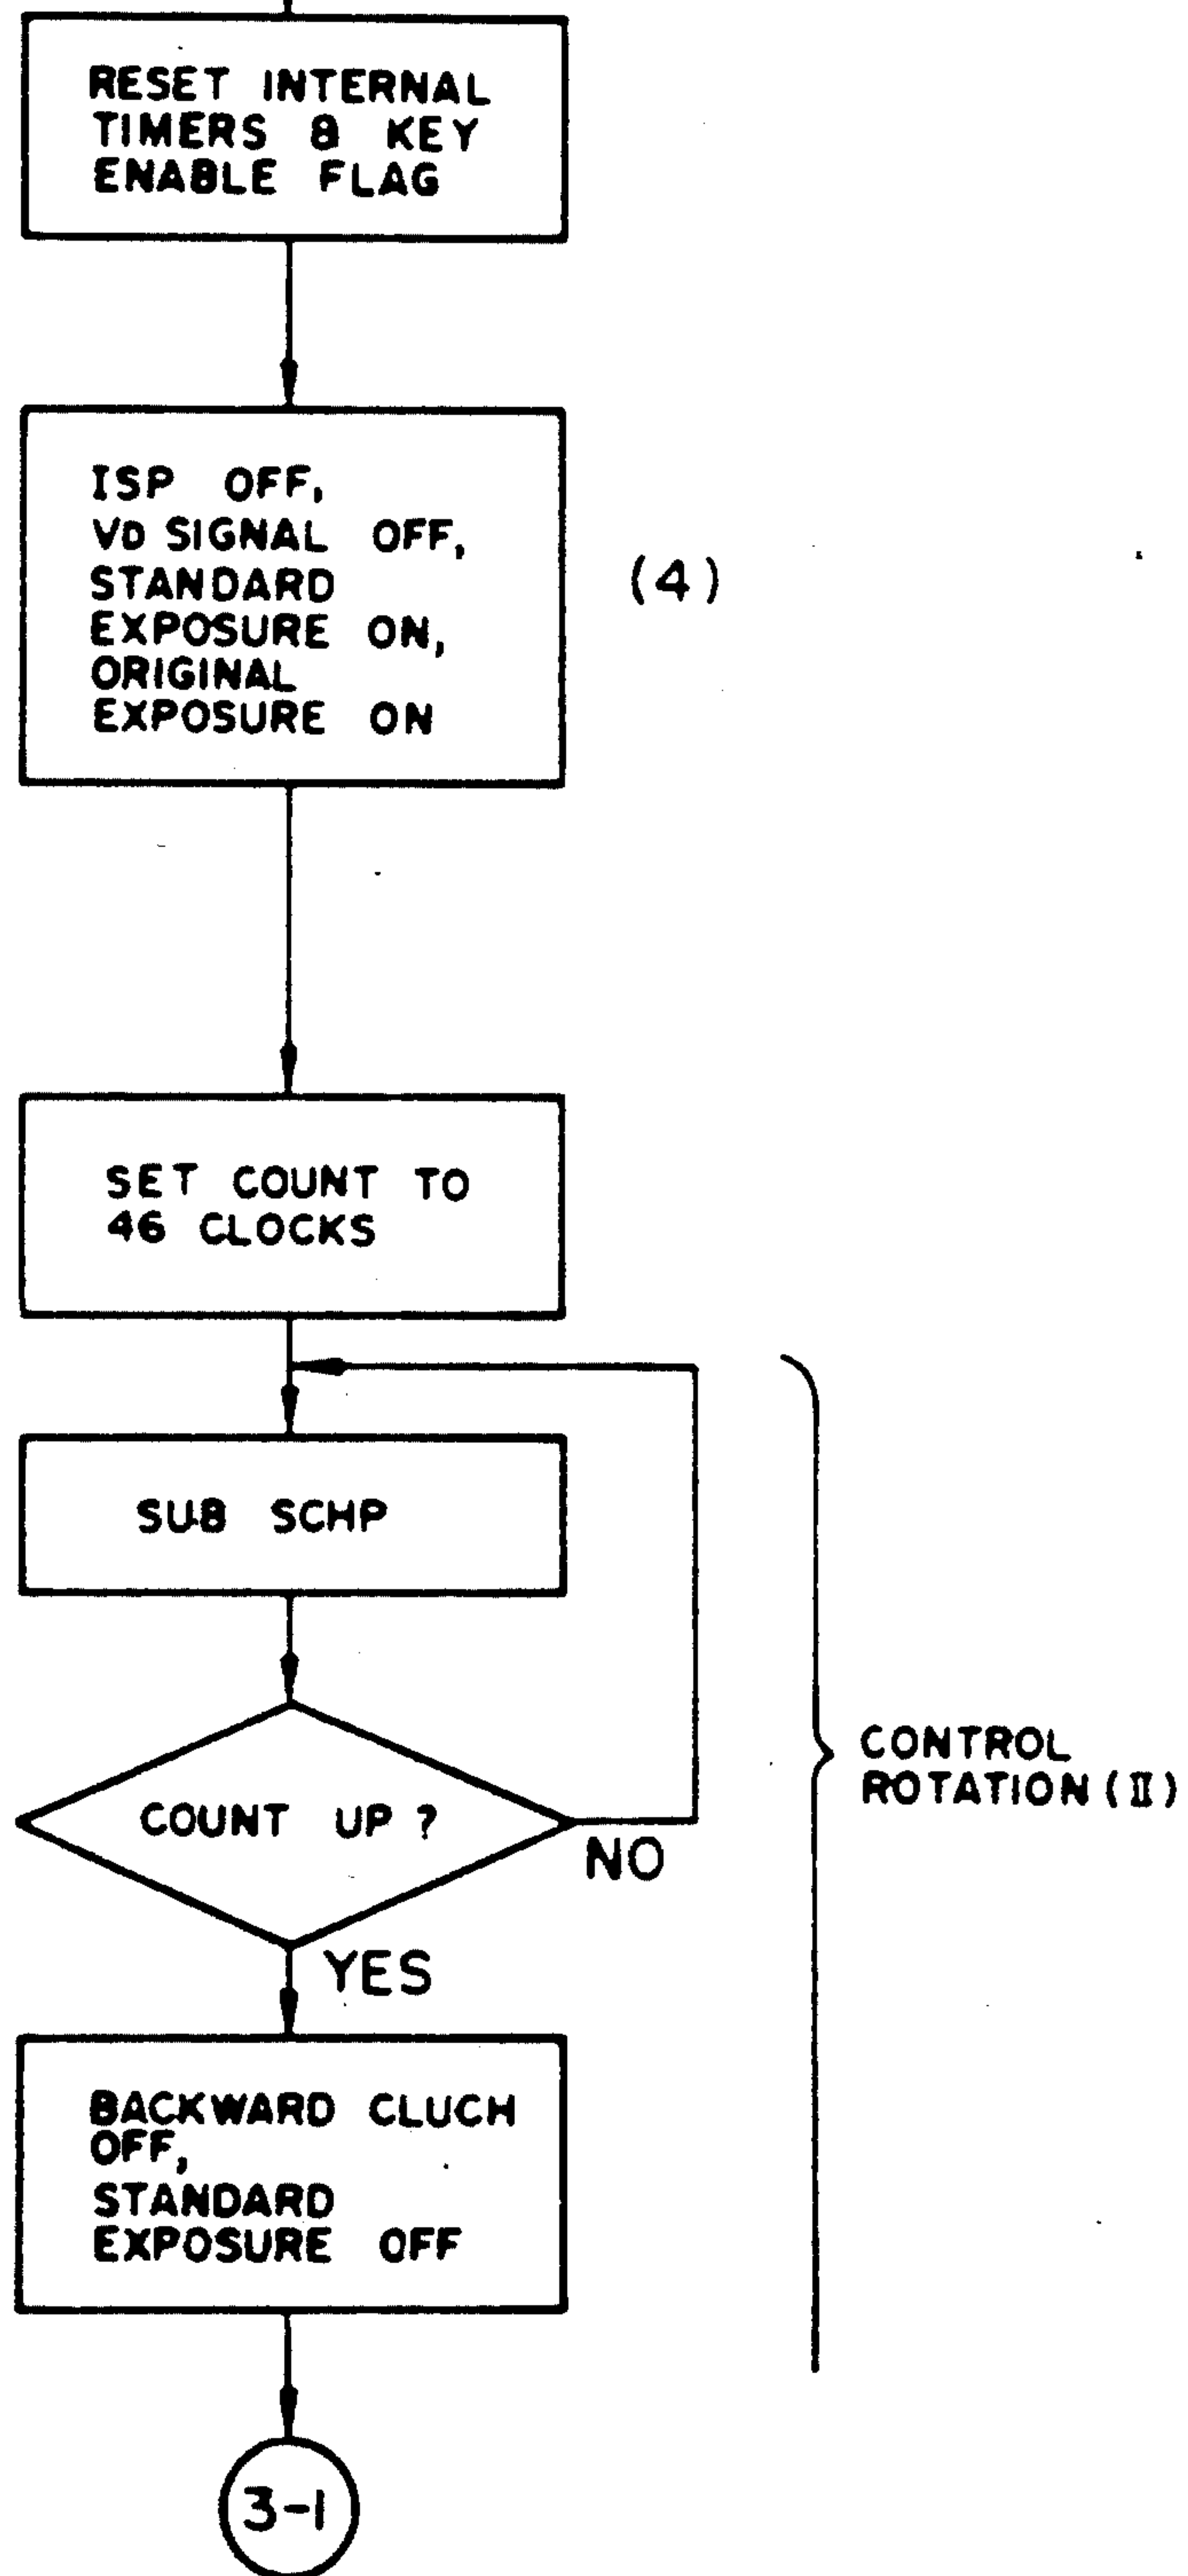 RESET INTERNAL
TIMERS & KEY
ENABLE FLAG
ISP OFF,
VD SIGNAL OFF,
STANDARD
EXPOSURE ON,
ORIGINAL
EXPOSURE ON
(4)
SET COUNT TO
46 CLOCKS
SUB SCHP
COUNT UP ?
NO
YES
CONTROL
ROTATION (II)
BACKWARD CLUCH
OFF,
STANDARD
EXPOSURE OFF
3-1